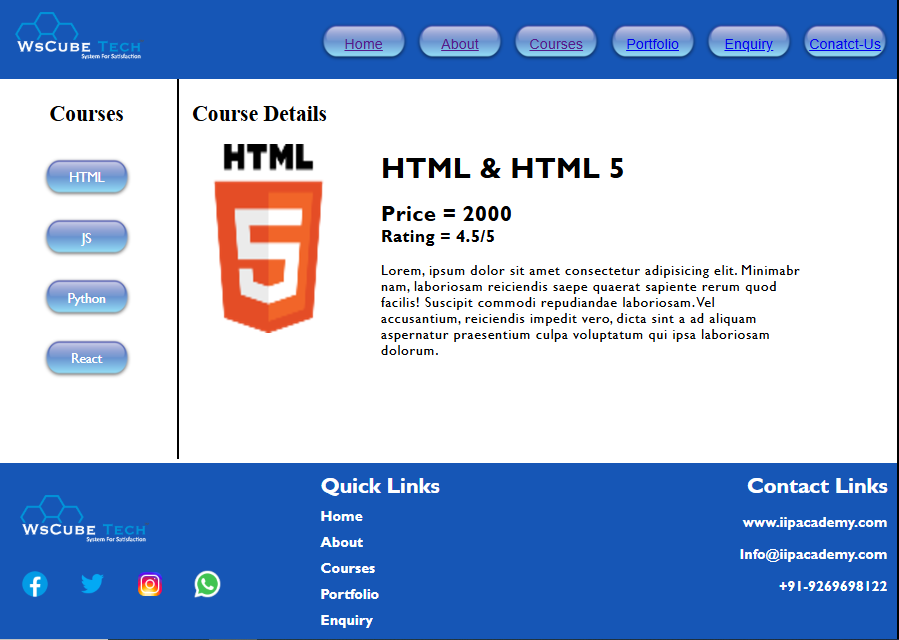 WsCube Tech
System For Satisfaction
Home About Courses Portfolio Enquiry Conatct-Us
Courses
HTML
JS
Python
React
Course Details
HTML
5
HTML & HTML 5
Price = 2000
Rating = 4.5/5
Lorem, ipsum dolor sit amet consectetur adipisicing elit. Minimabr
nam, laboriosam reiciendis saepe quaerat sapiente rerum quod
facilis! Suscipit commodi repudiandae laboriosam. Vel
accusantium, reiciendis impedit vero, dicta sint a ad aliquam
aspernatur praesentium culpa voluptatum qui ipsa laboriosam
dolorum.
WsCube Tech
System For Satisfaction
Quick Links
Home
About
Courses
Portfolio
Enquiry
Contact Links
www.iipacademy.com
Info@iipacademy.com
+91-9269698122